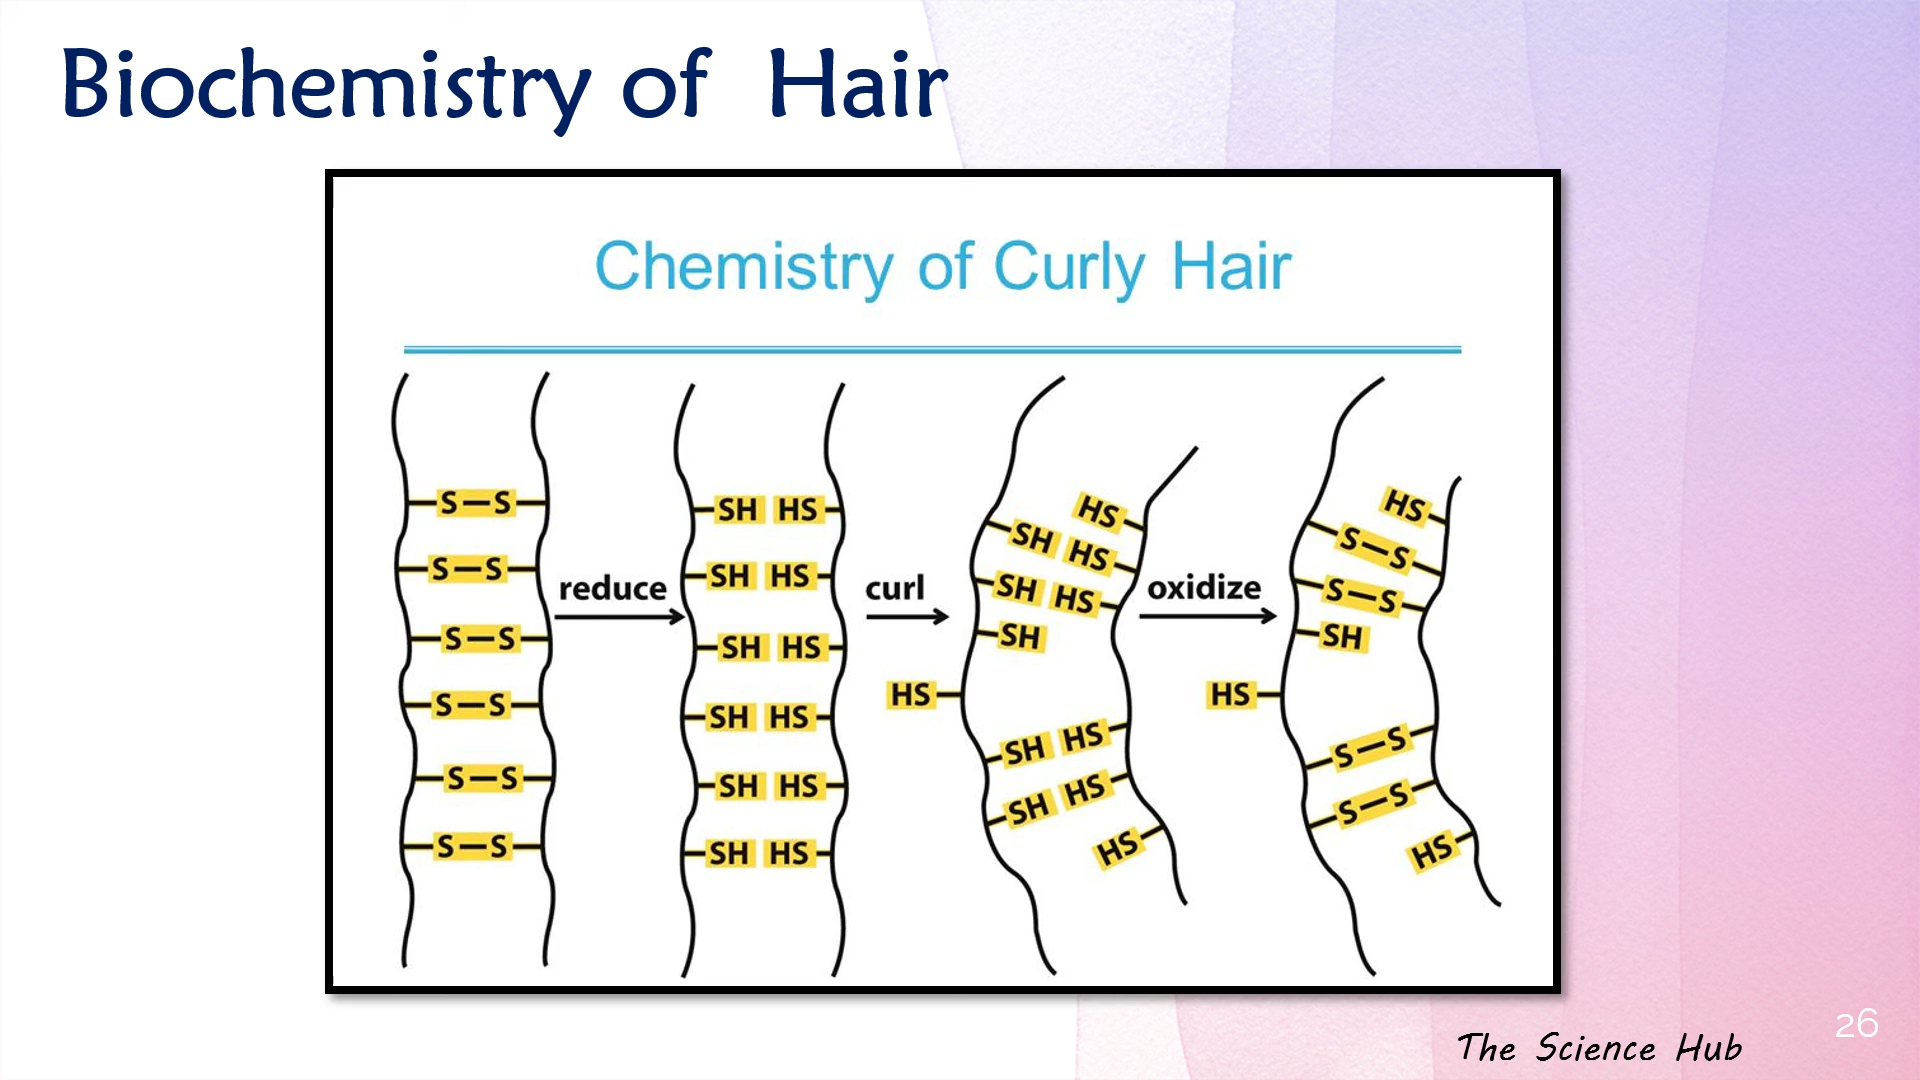 Biochemistry of Hair
Chemistry of Curly Hair
S—S
S—S
S—S
S—S
S—S
S—S
reduce
SH HS
SH HS
SH HS
SH HS
SH HS
SH HS
curl
HS
SH HS
SH HS
SH
HS
SH HS
SH HS
HS
oxidize
HS
S—S
S—S
SH
HS
S—S
S—S
HS
The Science Hub
26